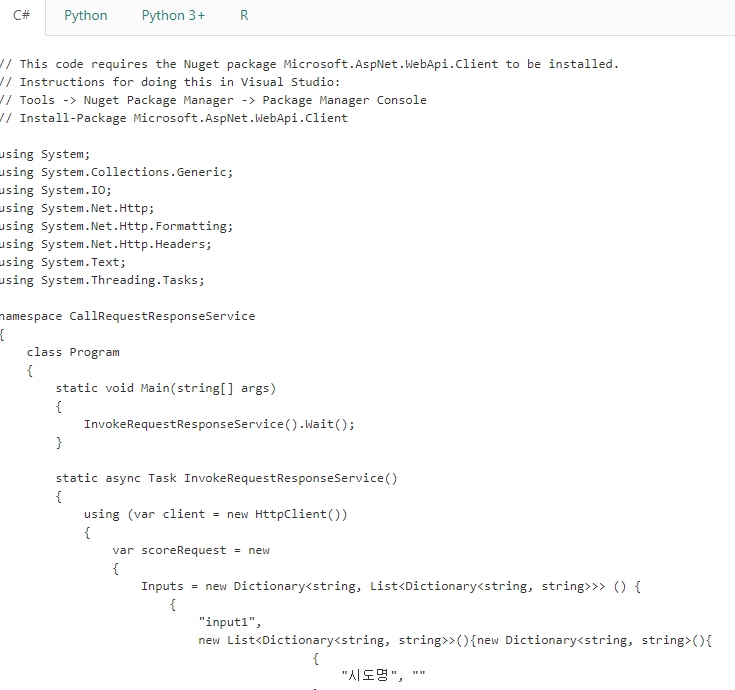 C# Python Python 3+ R
// This code requires the Nuget package Microsoft.AspNet.WebApi.Client to be installed.
// Instructions for doing this in Visual Studio:
// Tools -> Nuget Package Manager -> Package Manager Console
// Install-Package Microsoft.AspNet.WebApi.Client
using System;
using System.Collections.Generic;
using System.IO;
using System.Net.Http;
using System.Net.Http.Formatting;
using System.Net.Http.Headers;
using System.Text;
using System.Threading.Tasks;
namespace CallRequestResponseService
{
class Program
{
static void Main(string[] args)
{
InvokeRequestResponseService().Wait();
}
static async Task InvokeRequestResponseService()
{
using (var client = new HttpClient())
{
var scoreRequest = new
{
Inputs = new Dictionary<string, List<Dictionary<string, string>>> () {
{
"input1",
new List<Dictionary<string, string>>(){new Dictionary<string, string>(){
{
"시도명", ""